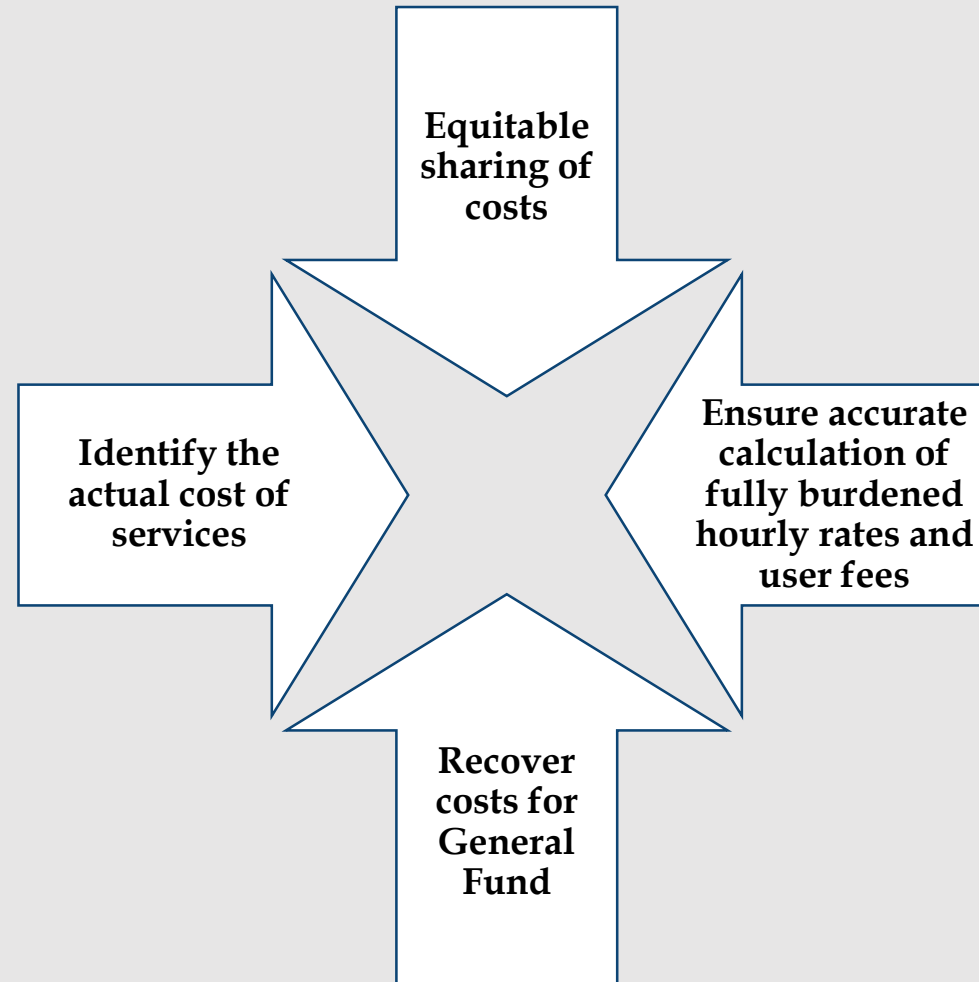 Equitable
sharing of
costs
Identify the
actual cost of
services
Ensure accurate
calculation of
fully burdened
hourly rates and
user fees
Recover
costs for
General
Fund